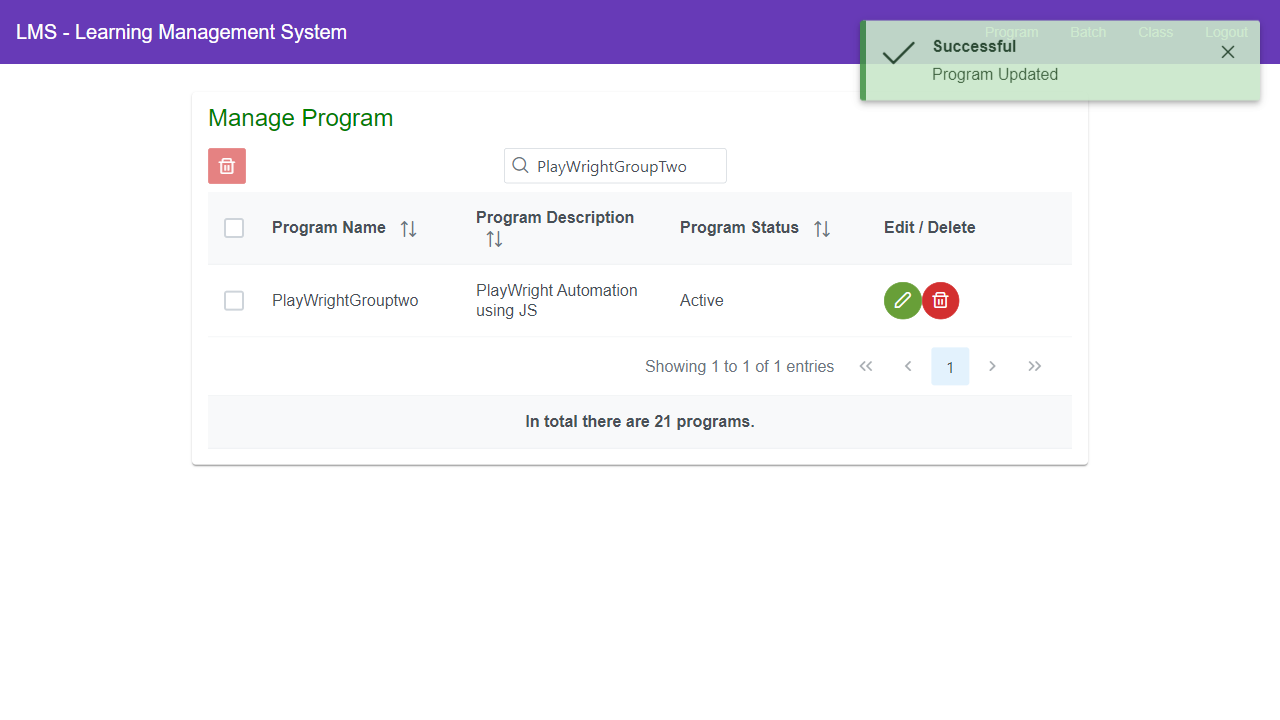 LMS - Learning Management System
Program Batch Class Logout
Successful
Program Updated
Manage Program
PlayWrightGroupTwo
Program Name
Program Description
Program Status
Edit / Delete
PlayWrightGrouptwo
PlayWright Automation
using JS
Active
Showing 1 to 1 of 1 entries
1
In total there are 21 programs.